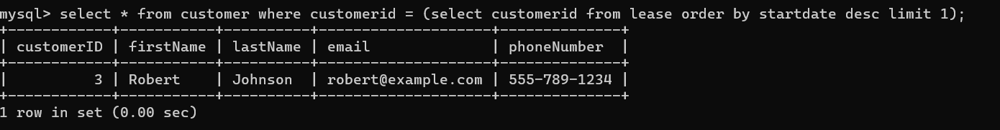 mysql> select * from customer where customerid = (select customerid from lease order by startdate desc limit 1);
+------------+-----------+----------+--------------------+--------------+
| customerID | firstName | lastName | email              | phoneNumber  |
+------------+-----------+----------+--------------------+--------------+
|          3 | Robert    | Johnson  | robert@example.com | 555-789-1234 |
+------------+-----------+----------+--------------------+--------------+
1 row in set (0.00 sec)